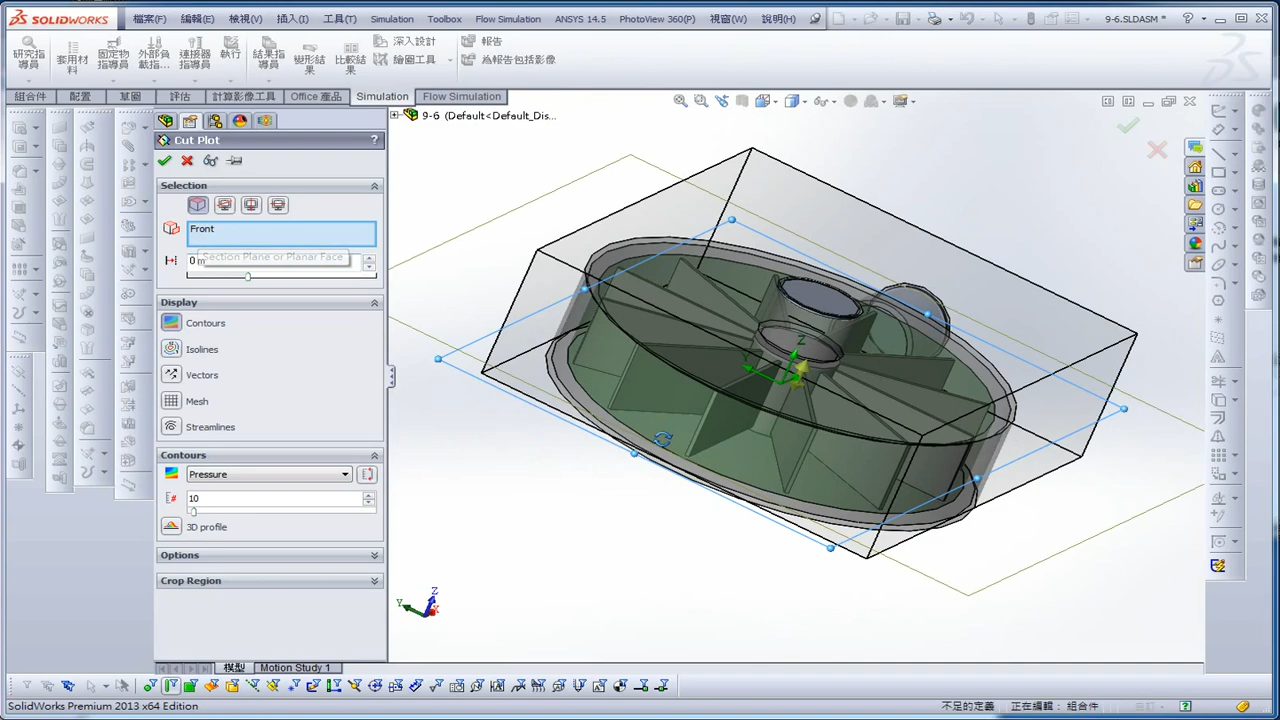 SOLIDWORKS
檔案(F) 編輯(E) 檢視(V) 插入(I) 工具(T) Simulation Toolbox Flow Simulation ANSYS 14.5 PhotoView 360(P) 視窗(W) 說明(H)
9-6.SLDASM *
研究指導員
套用材料
固定物指導員
外部負載指...
連接器指導員
執行
結果指導員
變形結果
比較結果
深入設計
繪圖工具
報告
為報告包括影像
組合件 配置 草圖 評估 計算影像工具 Office 產品 Simulation Flow Simulation
9-6 (Default<Default_Dis...
Cut Plot ?
Selection
Front
0 m
Section Plane or Planar Face
Display
Contours
Isolines
Vectors
Mesh
Streamlines
Contours
Pressure
10
3D profile
Options
Crop Region
Z
Y
Z
Y
X
模型 Motion Study 1
SolidWorks Premium 2013 x64 Edition
不足的定義 正在編輯: 組合件